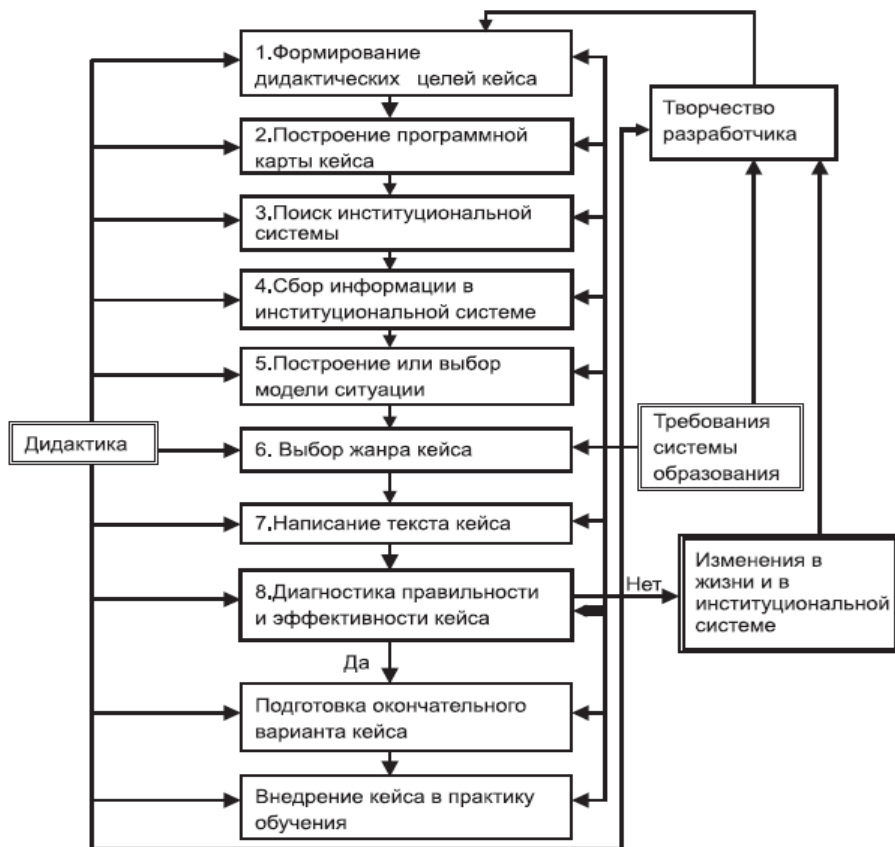 1.Формирование
дидактических целей кейса
Творчество
разработчика
2.Построение программной
карты кейса
3.Поиск институциональной
системы
4.Сбор информации в
институциональной системе
5.Построение или выбор
модели ситуации
Дидактика
6. Выбор жанра кейса
Требования
системы
образования
7.Написание текста кейса
8.Диагностика правильности
и эффективности кейса
Нет
Изменения в
жизни и в
институциональной
системе
Да
Подготовка окончательного
варианта кейса
Внедрение кейса в практику
обучения